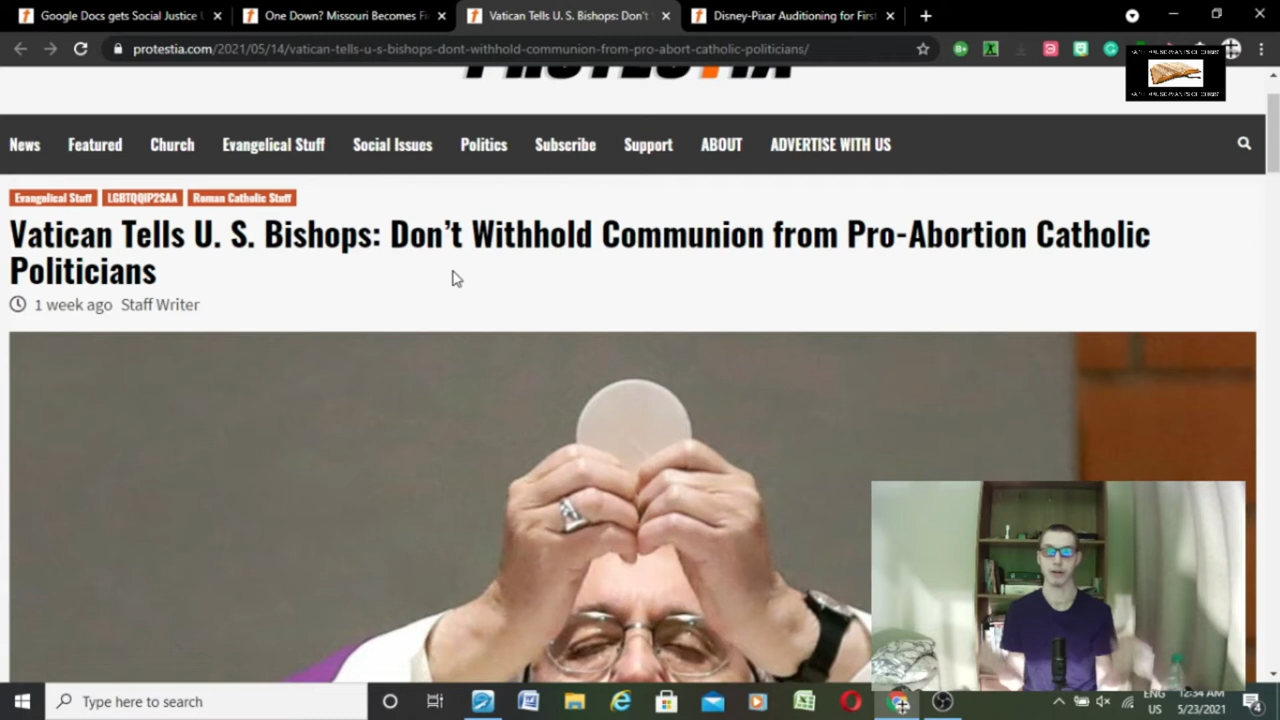 Google Docs gets Social Justice
One Down? Missouri Becomes Fi
Vatican Tells U. S. Bishops: Don't
Disney-Pixar Auditioning for First
protestia.com/2021/05/14/vatican-tells-u-s-bishops-dont-withhold-communion-from-pro-abort-catholic-politicians/
PROTESTIA
News Featured Church Evangelical Stuff Social Issues Politics Subscribe Support ABOUT ADVERTISE WITH US
Evangelical Stuff LGBTQQIP2SAA Roman Catholic Stuff
Vatican Tells U. S. Bishops: Don’t Withhold Communion from Pro-Abortion Catholic
Politicians
1 week ago Staff Writer
Type here to search
ENG
US
12:34 AM
5/23/2021
4